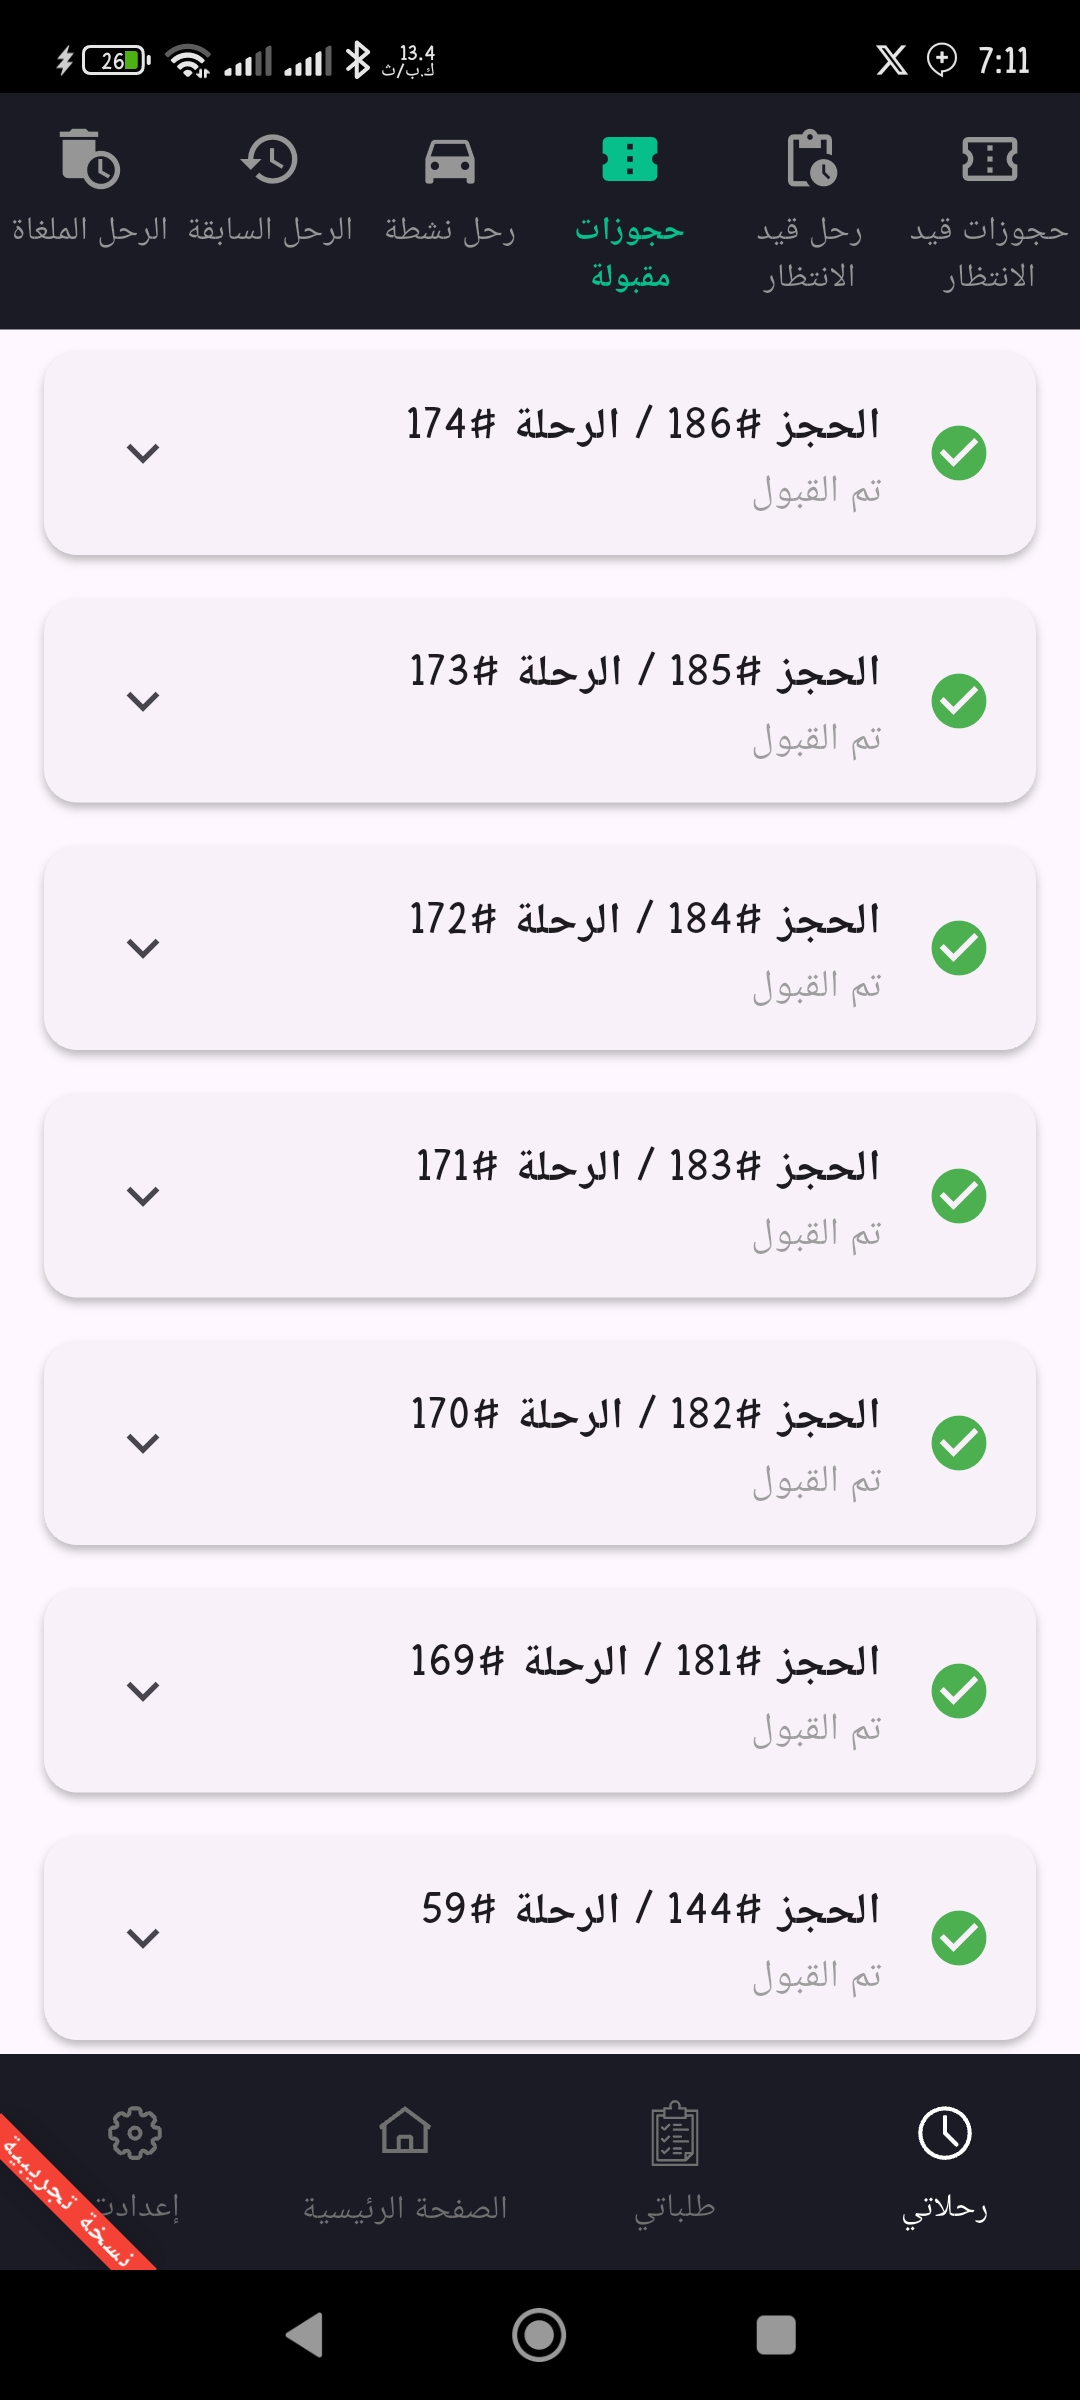 26
13.4
ك.ب/ث
7:11
حجوزات قيد
الانتظار
رحل قيد
الانتظار
حجوزات
مقبولة
رحل نشطة
الرحل السابقة
الرحل الملغاة
الحجز #186 / الرحلة #174
تم القبول
الحجز #185 / الرحلة #173
تم القبول
الحجز #184 / الرحلة #172
تم القبول
الحجز #183 / الرحلة #171
تم القبول
الحجز #182 / الرحلة #170
تم القبول
الحجز #181 / الرحلة #169
تم القبول
الحجز #144 / الرحلة #59
تم القبول
رحلاتي
طلباتي
الصفحة الرئيسية
إعدادت
نسخة تجريبية